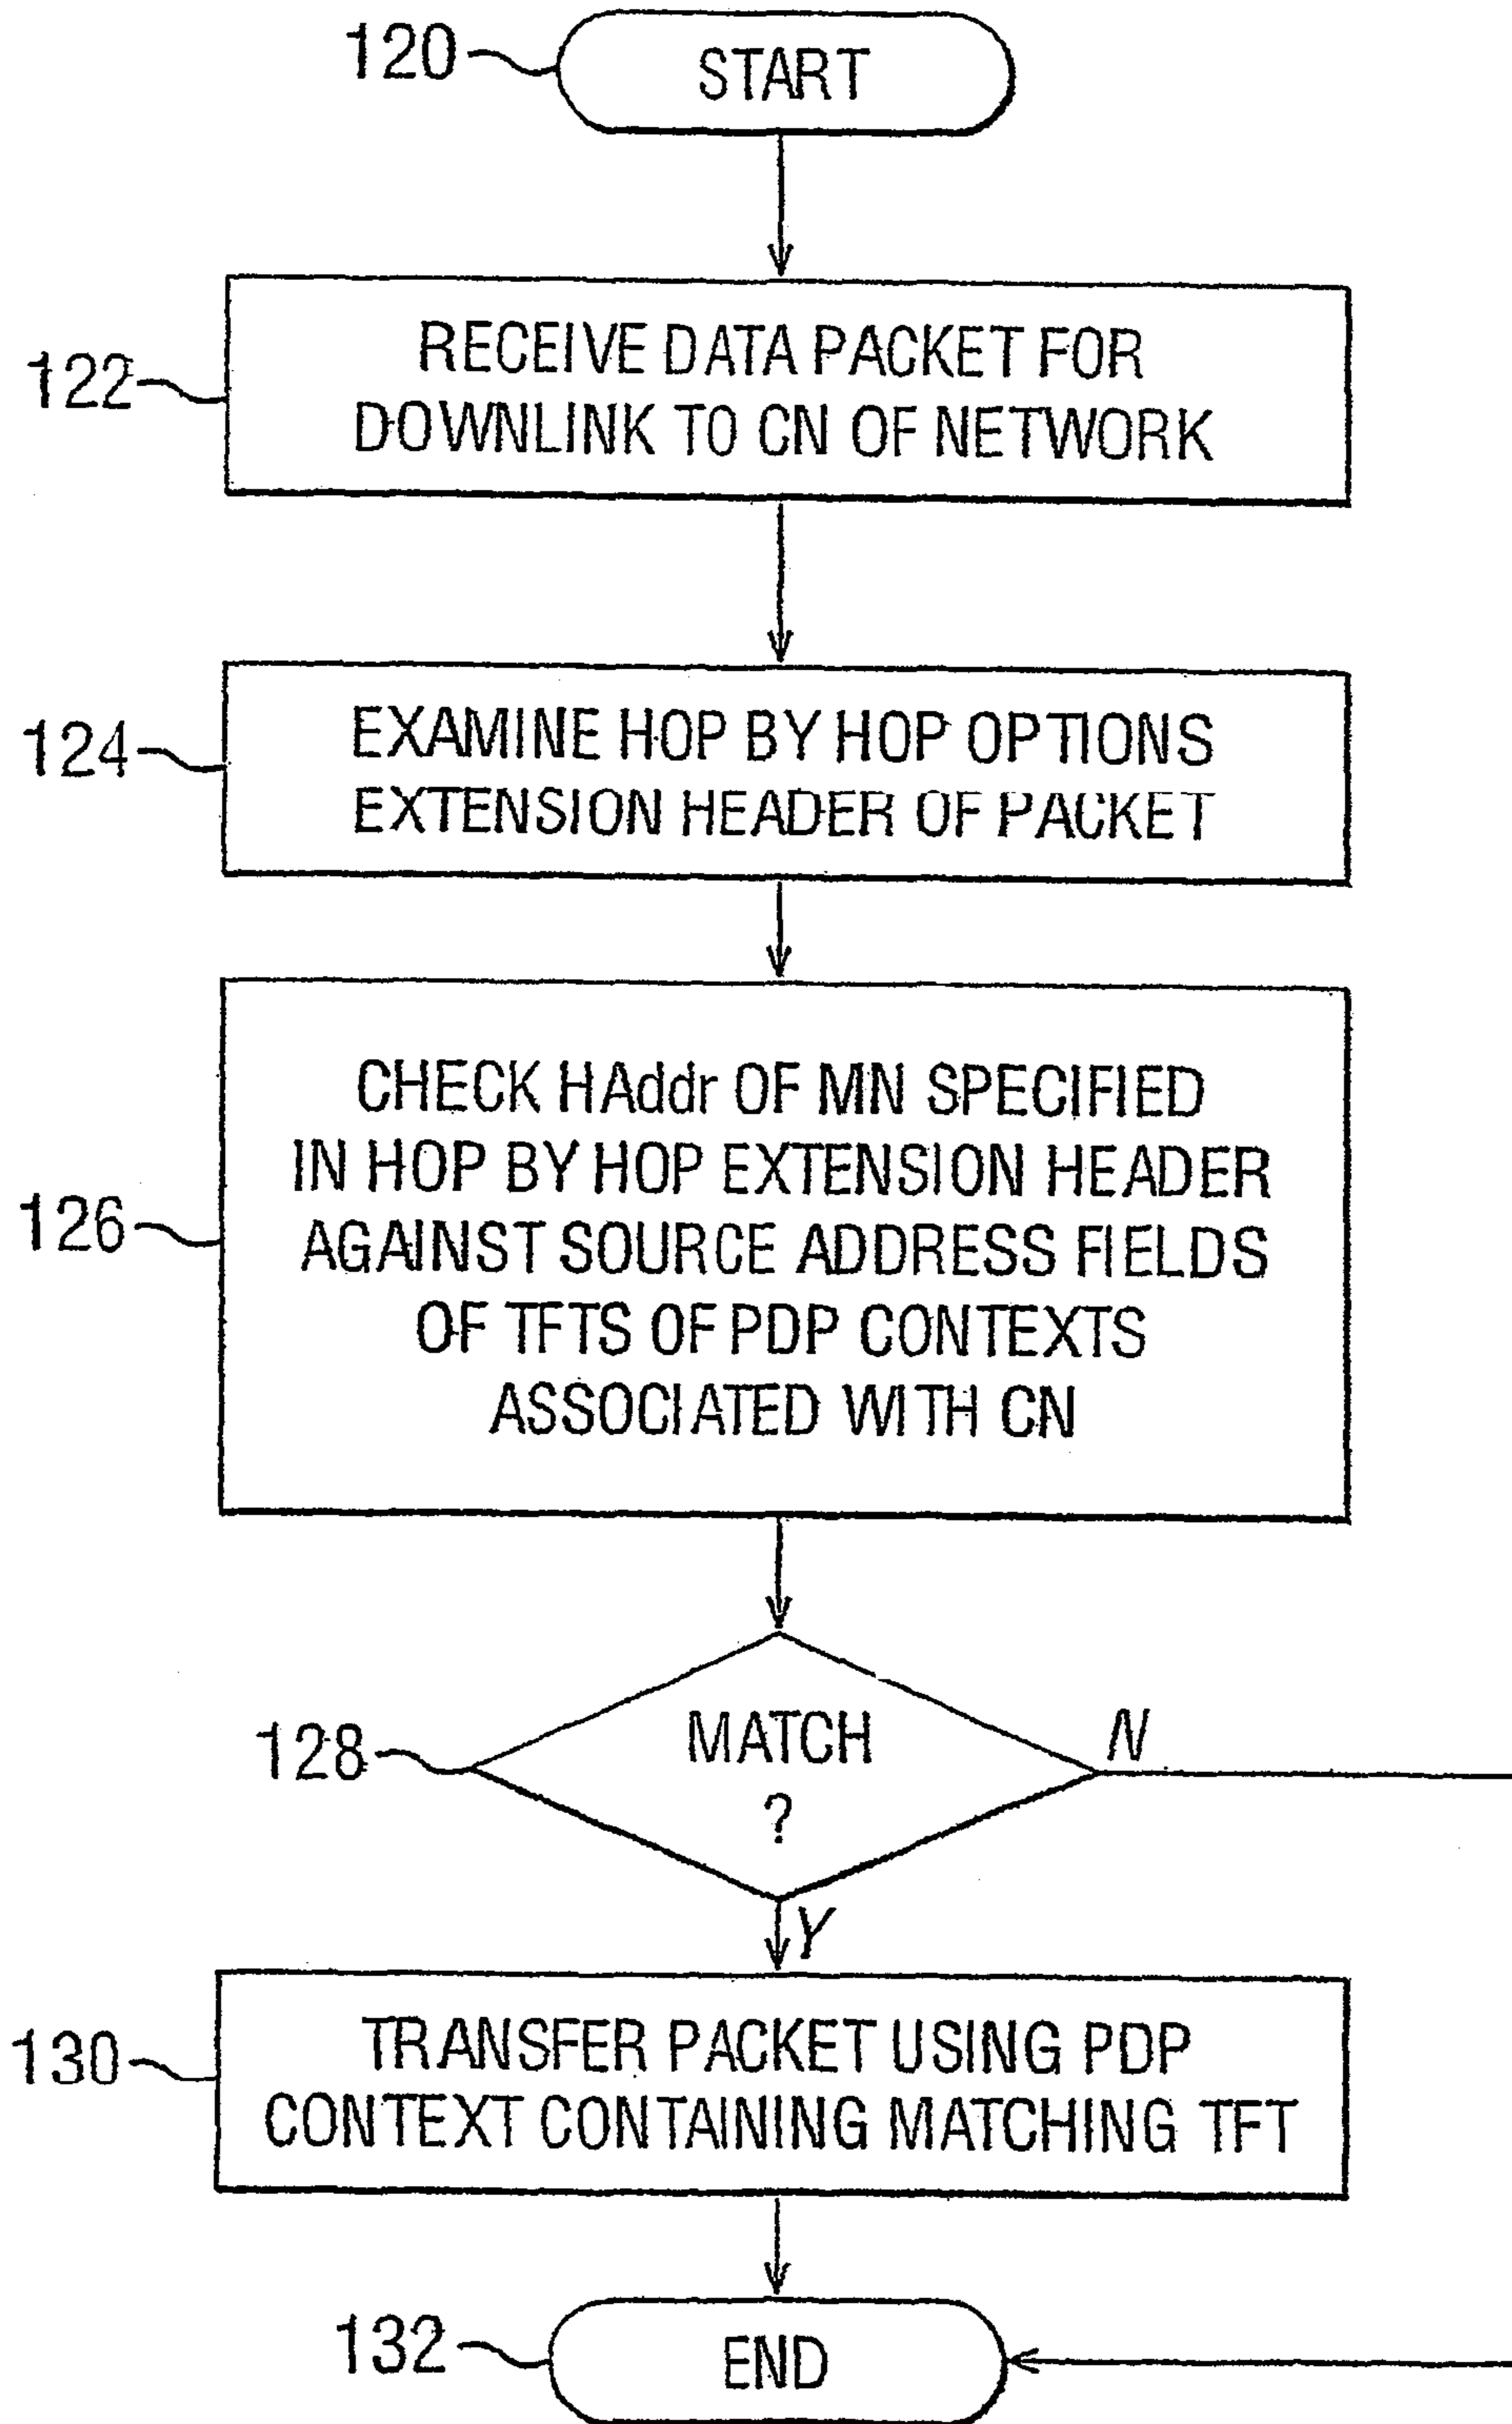 120
START
122
RECEIVE DATA PACKET FOR
DOWNLINK TO CN OF NETWORK
124
EXAMINE HOP BY HOP OPTIONS
EXTENSION HEADER OF PACKET
126
CHECK HAddr OF MN SPECIFIED
IN HOP BY HOP EXTENSION HEADER
AGAINST SOURCE ADDRESS FIELDS
OF TFTS OF PDP CONTEXTS
ASSOCIATED WITH CN
128
MATCH
?
N
Y
130
TRANSFER PACKET USING PDP
CONTEXT CONTAINING MATCHING TFT
132
END